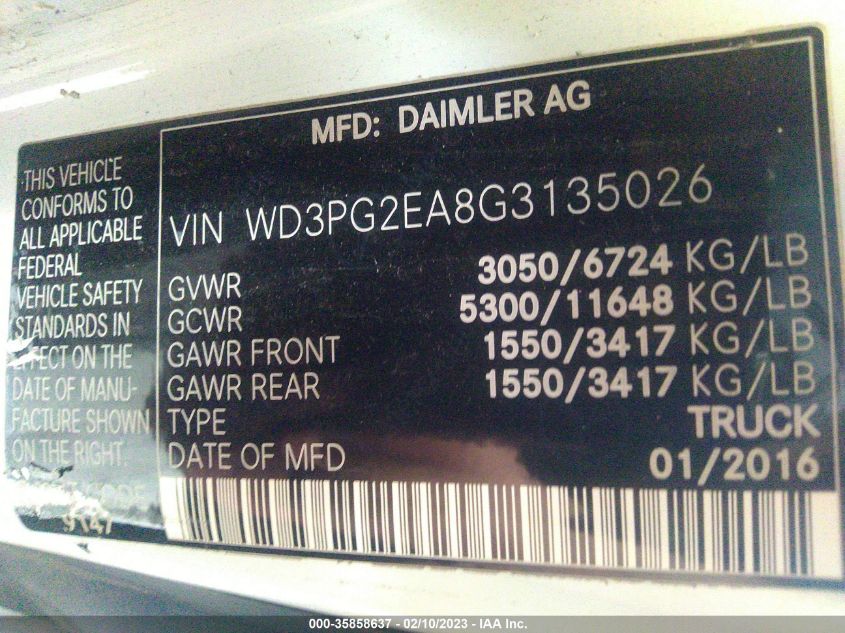 MFD: DAIMLER AG
THIS VEHICLE
CONFORMS TO
ALL APPLICABLE
FEDERAL
VEHICLE SAFETY
STANDARDS IN
EFFECT ON THE
DATE OF MANU-
FACTURE SHOWN
ON THE RIGHT.
VIN WD3PG2EA8G3135026
GVWR 3050/6724 KG/LB
GCWR 5300/11648 KG/LB
GAWR FRONT 1550/3417 KG/LB
GAWR REAR 1550/3417 KG/LB
TYPE TRUCK
DATE OF MFD 01/2016
CODE
9147
000-35858637 - 02/10/2023 - IAA Inc.